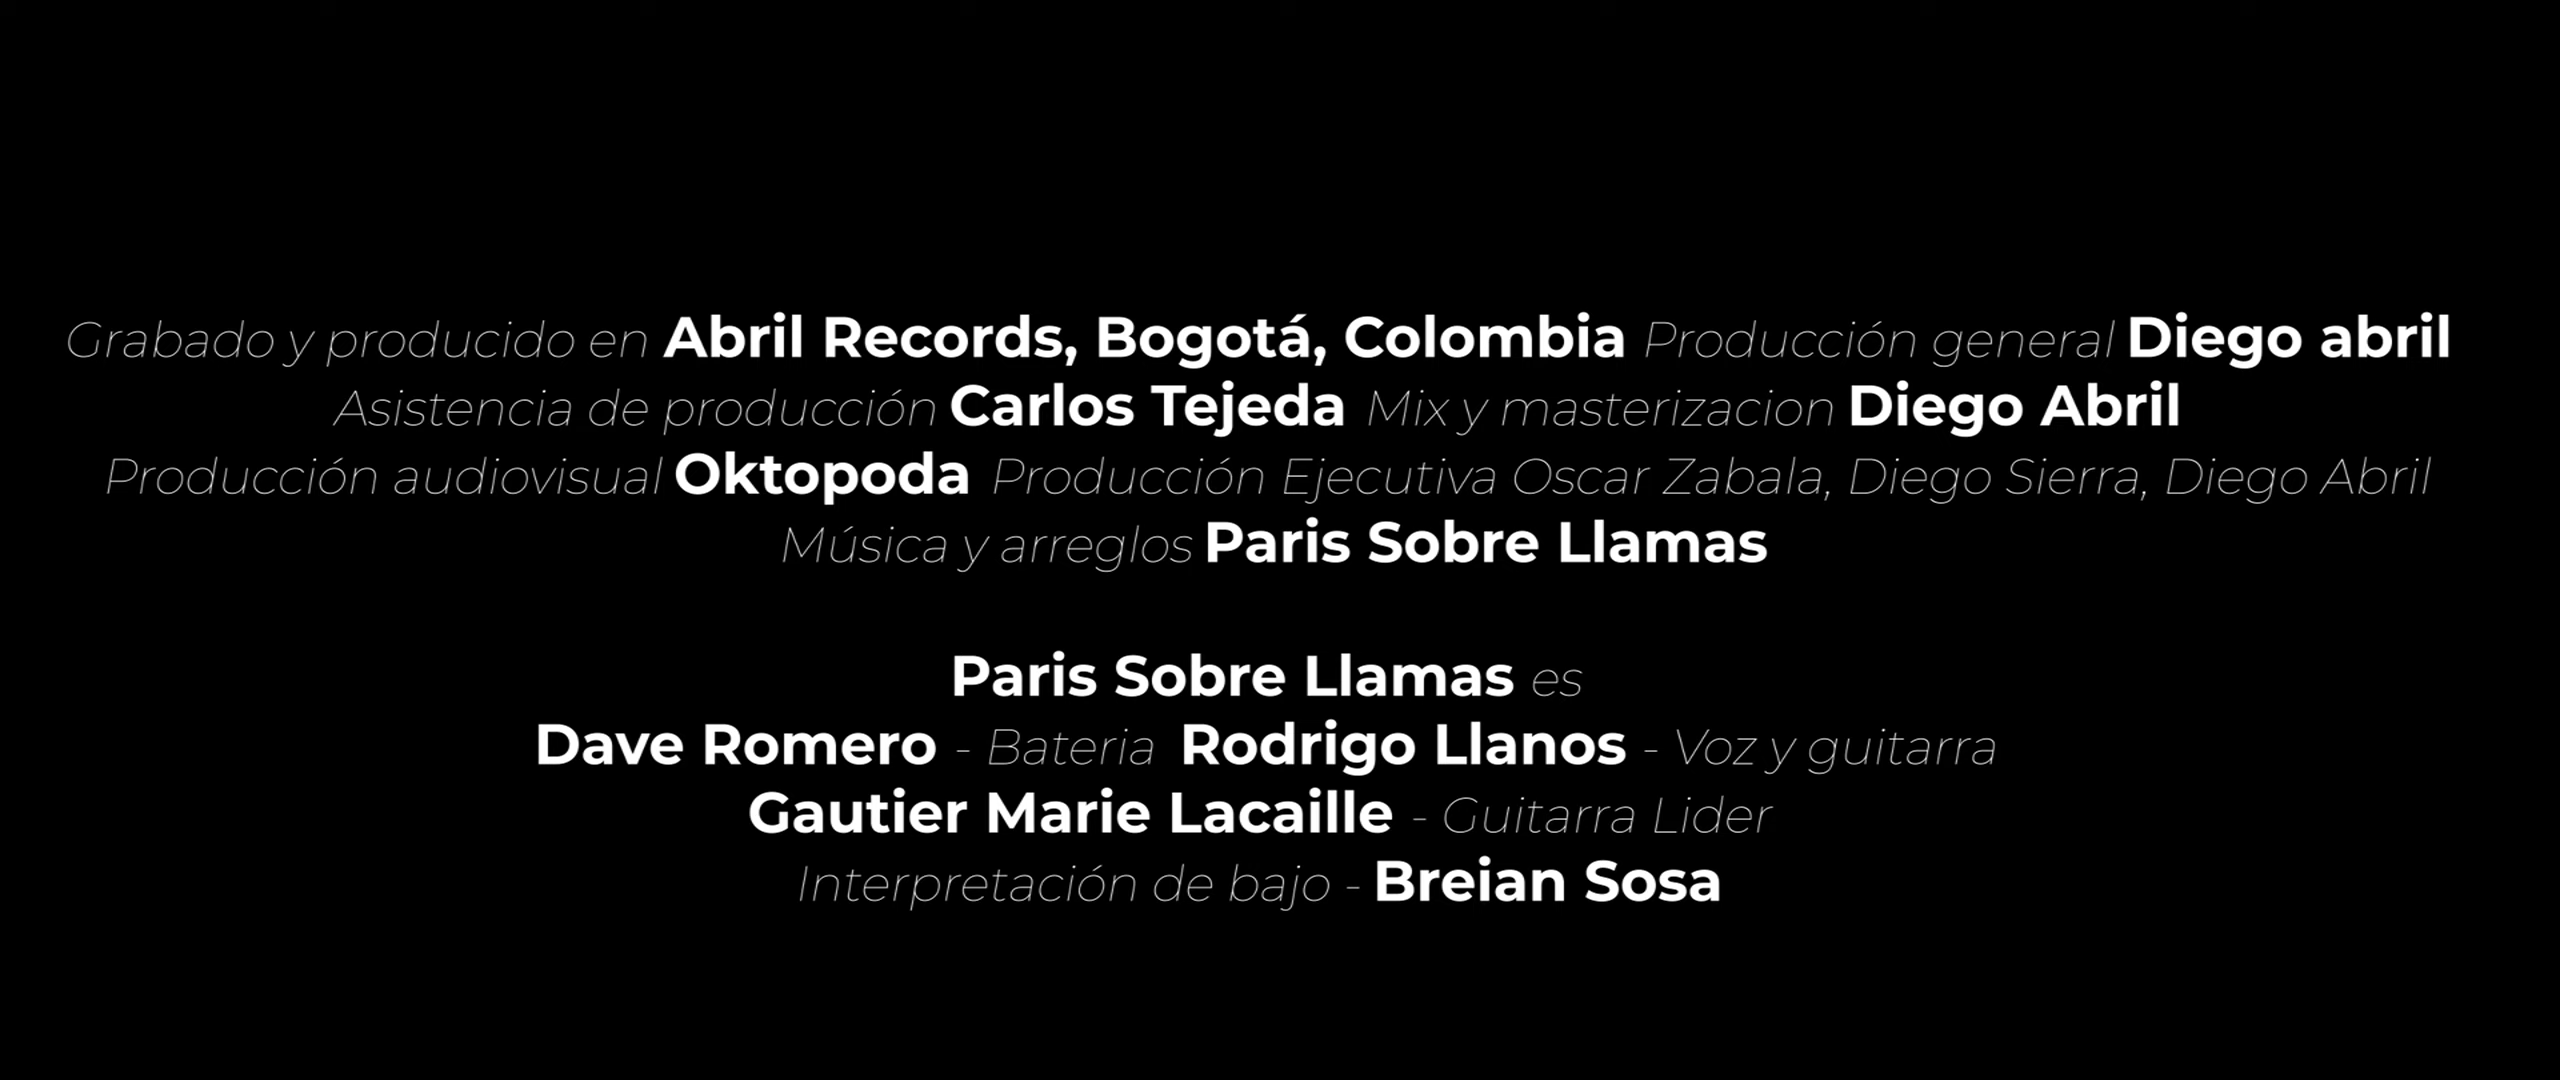 Grabado y producido en Abril Records, Bogotá, Colombia Producción general Diego abril
Asistencia de producción Carlos Tejeda Mix y masterizacion Diego Abril
Producción audiovisual Oktopoda Producción Ejecutiva Oscar Zabala, Diego Sierra, Diego Abril
Música y arreglos Paris Sobre Llamas
Paris Sobre Llamas es
Dave Romero - Bateria Rodrigo Llanos - Voz y guitarra
Gautier Marie Lacaille - Guitarra Lider
Interpretación de bajo - Breian Sosa